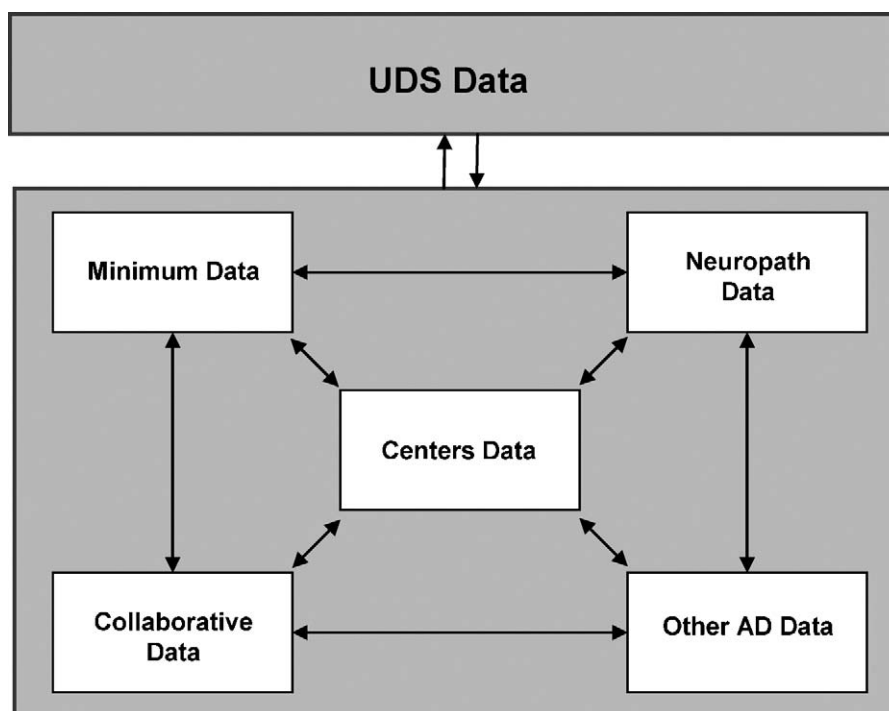 UDS Data
Minimum Data
Neuropath
Data
Centers Data
Collaborative
Data
Other AD Data